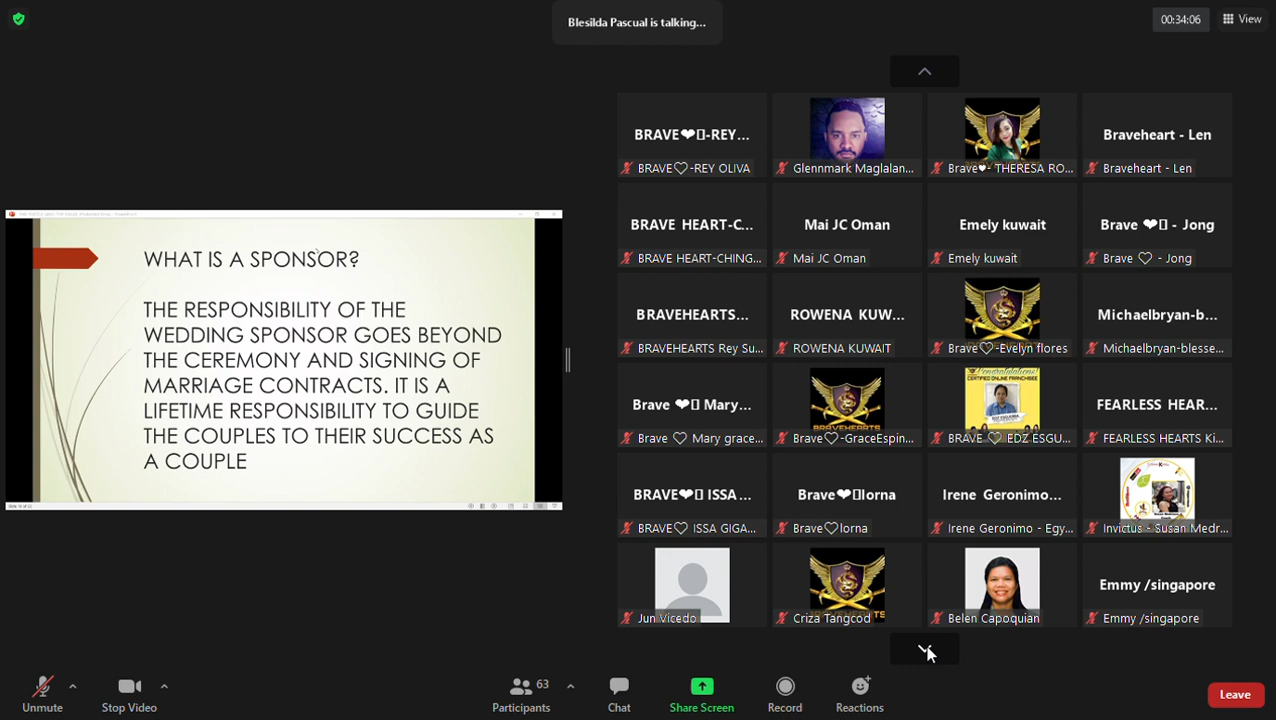 Blesilda Pascual is talking...
00:34:06
View
WHAT IS A SPONSOR?
THE RESPONSIBILITY OF THE
WEDDING SPONSOR GOES BEYOND
THE CEREMONY AND SIGNING OF
MARRIAGE CONTRACTS. IT IS A
LIFETIME RESPONSIBILITY TO GUIDE
THE COUPLES TO THEIR SUCCESS AS
A COUPLE
BRAVE❤▯-REY...
BRAVE♡-REY OLIVA
Glennmark Maglalan...
Brave♥- THERESA RO...
Braveheart - Len
Braveheart - Len
BRAVE HEART-C...
BRAVE HEART-CHING...
Mai JC Oman
Mai JC Oman
Emely kuwait
Emely kuwait
Brave ❤▯ - Jong
Brave ♡ - Jong
BRAVEHEARTS...
BRAVEHEARTS Rey Su...
ROWENA KUW...
ROWENA KUWAIT
Brave♡-Evelyn flores
Michaelbryan-b...
Michaelbryan-blesse...
Brave ❤▯ Mary...
Brave ♡ Mary grace...
BRAVEHEARTS
Brave♡-GraceEspin...
Congratulations!
CERTIFIED ONLINE FRANCHISEE
BRAVE ♡ EDZ ESGU...
FEARLESS HEAR...
FEARLESS HEARTS Ki...
BRAVE❤▯ ISSA ...
BRAVE♡ ISSA GIGA...
Brave❤▯lorna
Brave♡lorna
Irene Geronimo...
Irene Geronimo - Egy...
Invictus - Susan Medr...
Jun Vicedo
Criza Tangcod
Belen Capoquian
Emmy /singapore
Emmy /singapore
Unmute
Stop Video
63
Participants
Chat
Share Screen
Record
Reactions
Leave